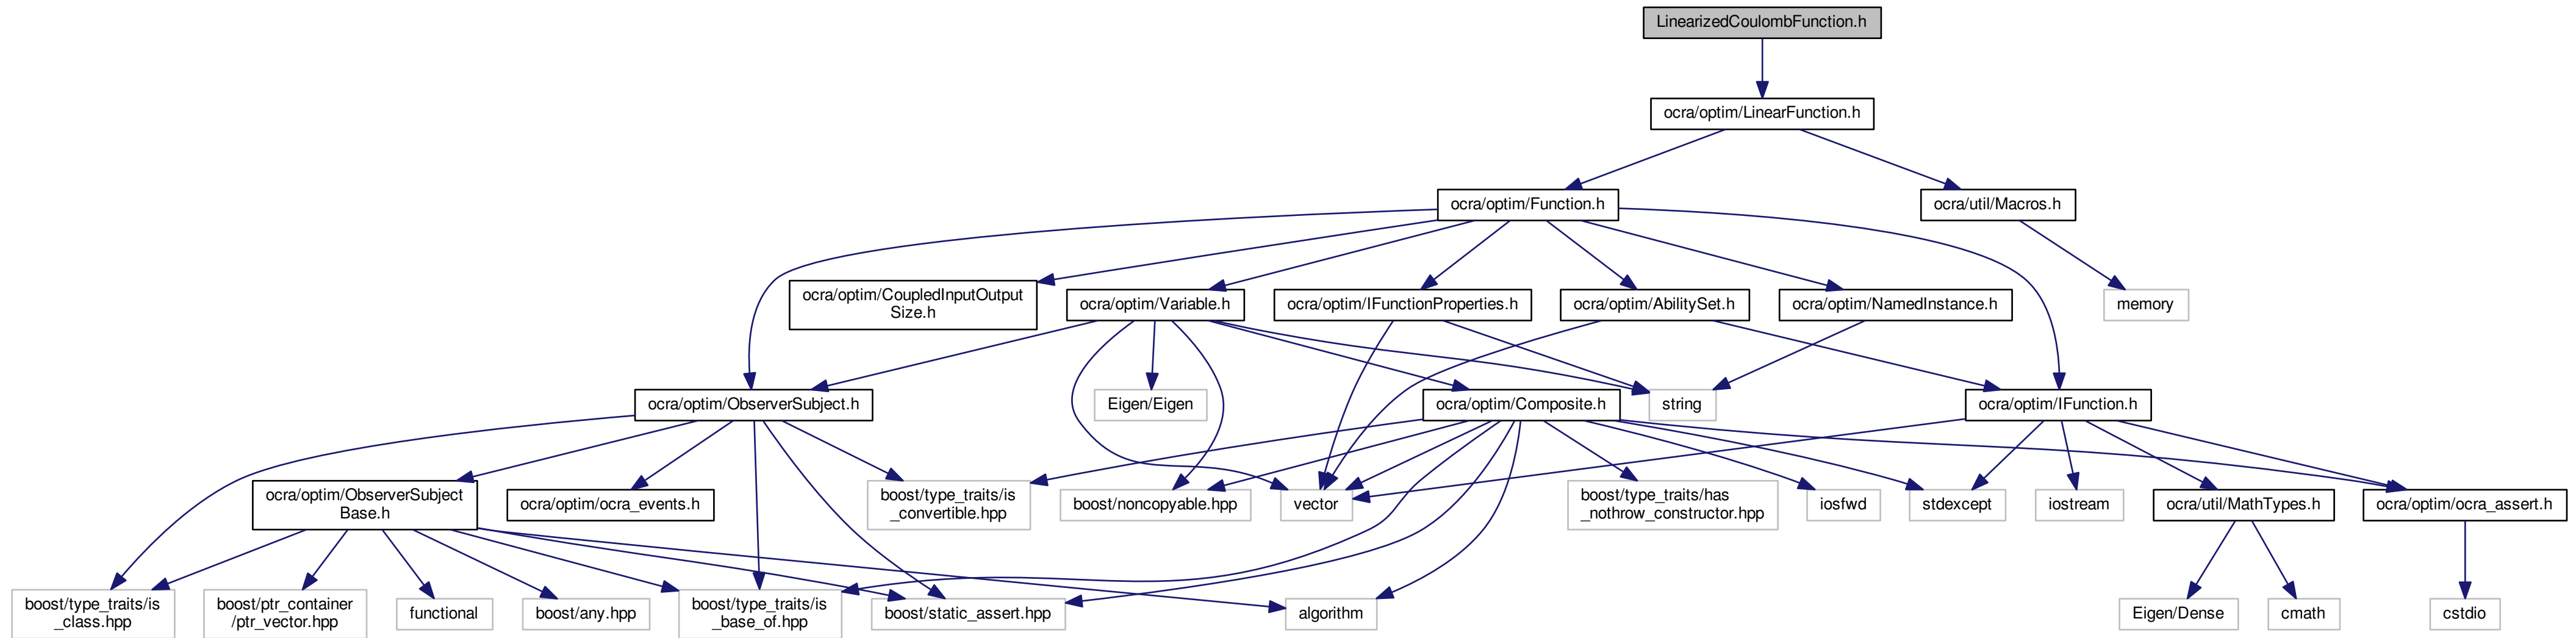 LinearizedCoulombFunction.h
ocra/optim/LinearFunction.h
ocra/optim/Function.h
ocra/util/Macros.h
ocra/optim/CoupledInputOutput
Size.h
ocra/optim/Variable.h
ocra/optim/IFunctionProperties.h
ocra/optim/AbilitySet.h
ocra/optim/NamedInstance.h
memory
ocra/optim/ObserverSubject.h
Eigen/Eigen
ocra/optim/Composite.h
string
ocra/optim/IFunction.h
ocra/optim/ObserverSubject
Base.h
ocra/optim/ocra_events.h
boost/type_traits/is
_convertible.hpp
boost/noncopyable.hpp
vector
boost/type_traits/has
_nothrow_constructor.hpp
iosfwd
stdexcept
iostream
ocra/util/MathTypes.h
ocra/optim/ocra_assert.h
boost/type_traits/is
_class.hpp
boost/ptr_container
/ptr_vector.hpp
functional
boost/any.hpp
boost/type_traits/is
_base_of.hpp
boost/static_assert.hpp
algorithm
Eigen/Dense
cmath
cstdio